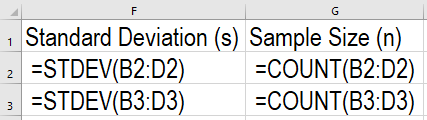 F G
1 Standard Deviation (s) Sample Size (n)
2 =STDEV(B2:D2) =COUNT(B2:D2)
3 =STDEV(B3:D3) =COUNT(B3:D3)